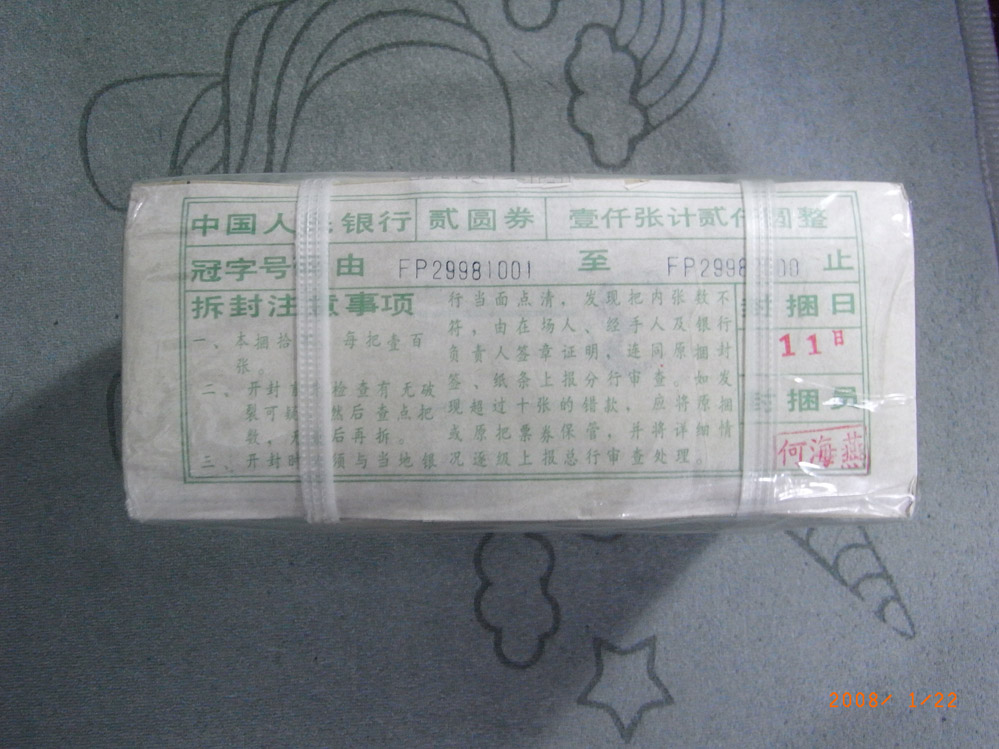 中国人 银行 贰圆券 壹仟张计贰 圆整
冠字号 由 FP29981001 至 FP2998 00 止
拆封注意事项
一、本捆拾 每把壹百
张。
二、开封 检查有无破
裂可 然后查点把
数，无 后再拆。
三、开封时 须与当地银
行当面点清，发现把内张数不
符，由在场人、经手人及银行
负责人签章证明，连同原捆封
签、纸条上报分行审查。如发
现超过十张的错款，应将原捆
或原把票券保管，并将详细情
况逐级上报总行审查处理。
封捆日
11日
封捆员
何海燕
2008/ 1/22